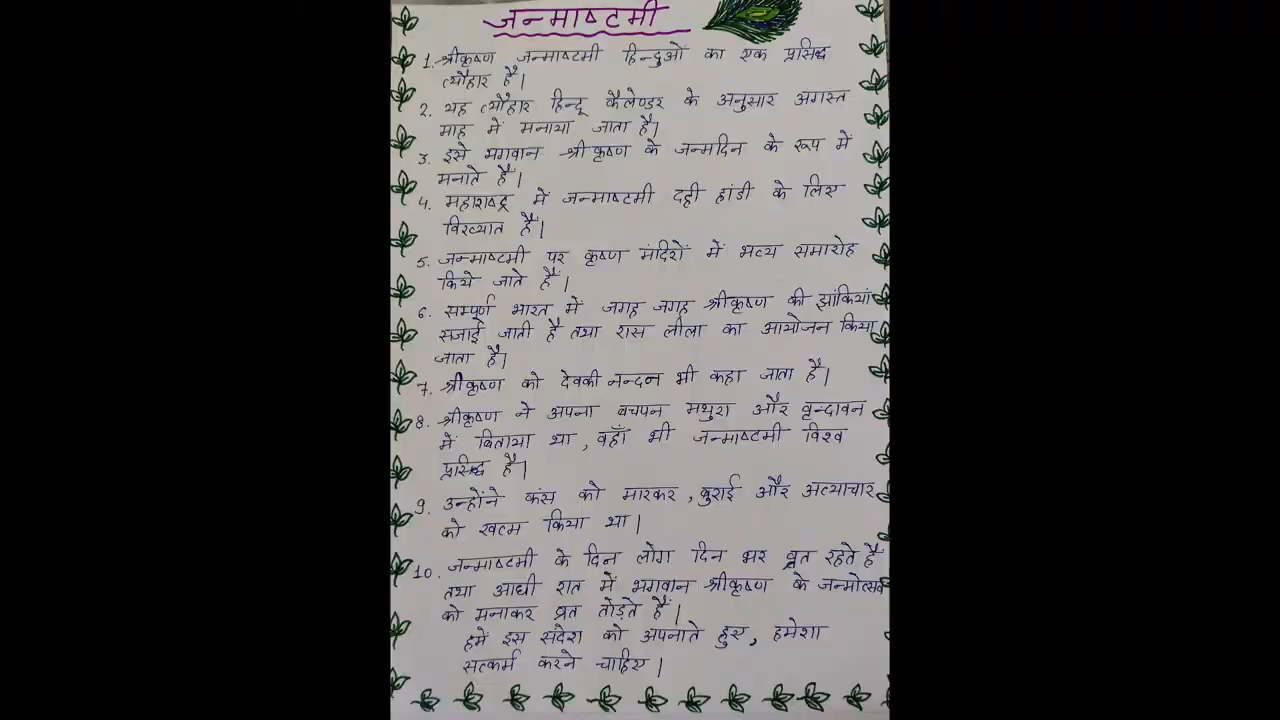 जन्माष्टमी
1. श्रीकृष्ण जन्माष्टमी हिन्दुओं का एक प्रसिद्ध
त्यौहार है।
2. यह त्यौहार हिन्दू कैलेण्डर के अनुसार अगस्त
माह में मनाया जाता है।
3. इसे भगवान श्रीकृष्ण के जन्मदिन के रूप में
मनाते हैं।
4. महाराष्ट्र में जन्माष्टमी दही हांडी के लिए
विख्यात हैं।
5. जन्माष्टमी पर कृष्ण मंदिरों में भव्य समारोह
किये जाते हैं।
6. सम्पूर्ण भारत में जगह जगह श्रीकृष्ण की झांकियां
सजाई जाती है तथा रास लीला का आयोजन किया
जाता है।
7. श्रीकृष्ण को देवकी नन्दन भी कहा जाता है।
8. श्रीकृष्ण ने अपना बचपन मथुरा और वृन्दावन
में बिताया था, वहाँ भी जन्माष्टमी विश्व
प्रसिद्ध है।
9. उन्होंने कंस को मारकर, बुराई और अत्याचार
को खत्म किया था।
10. जन्माष्टमी के दिन लोग दिन भर व्रत रहते हैं
तथा आधी रात में भगवान श्रीकृष्ण के जन्मोत्सव
को मनाकर व्रत तोड़ते हैं।
हमें इस संदेश को अपनाते हुए, हमेशा
सत्कर्म करने चाहिए।